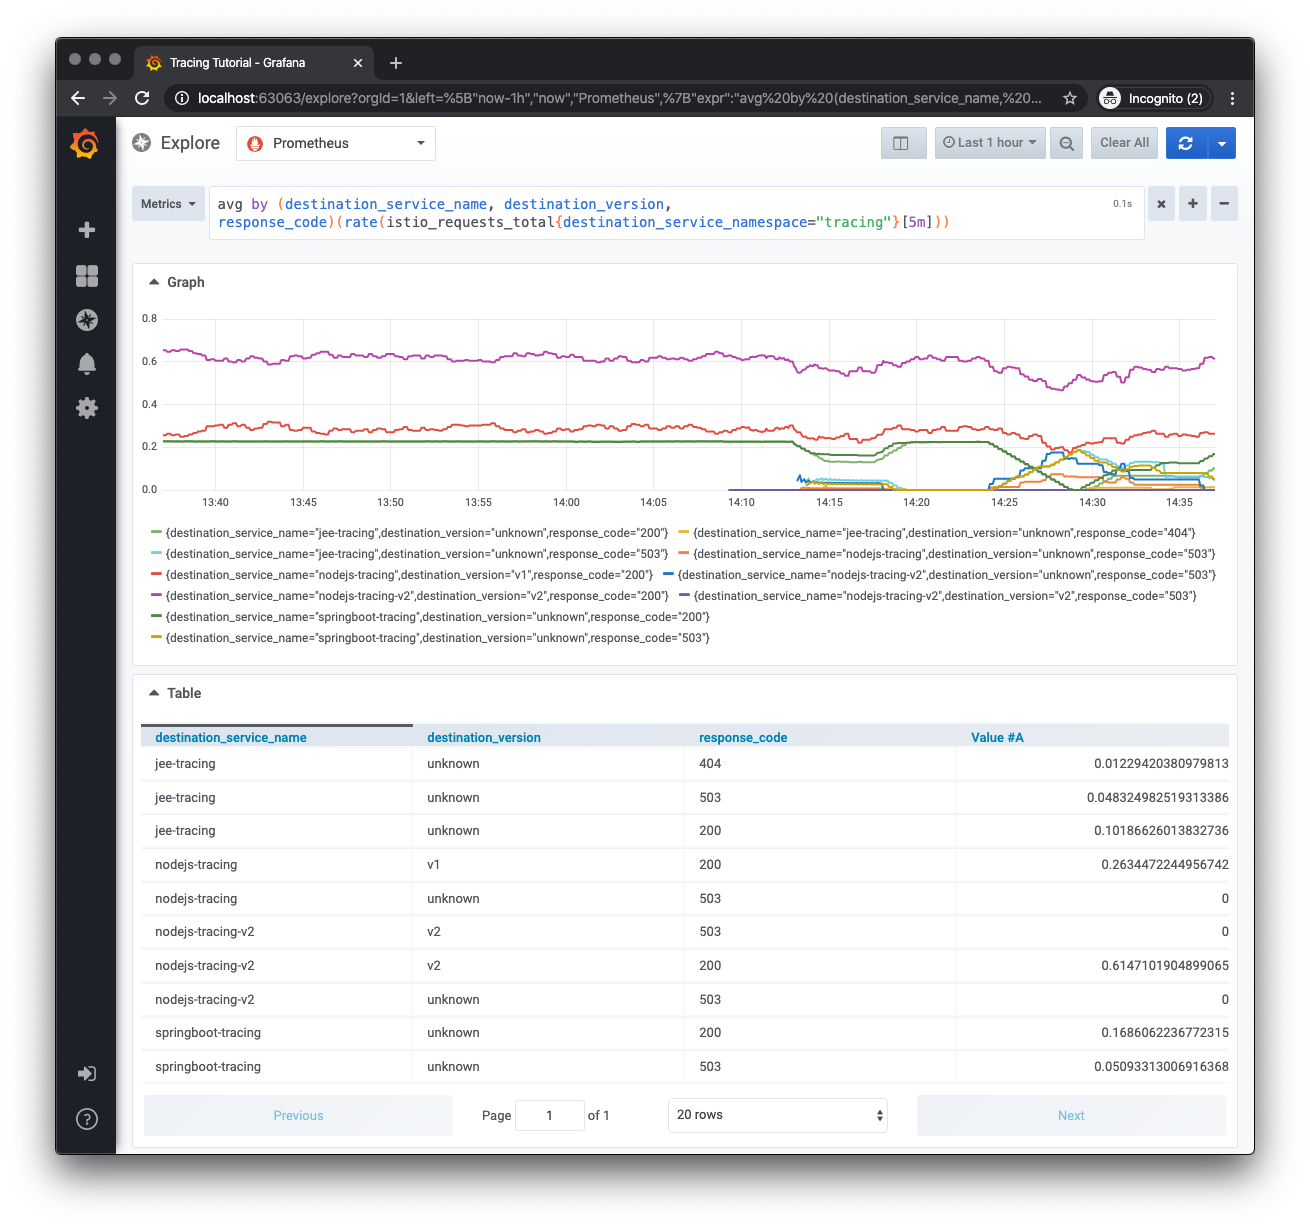 Tracing Tutorial - Grafana
localhost:63063/explore?orgId=1&left=%5B"now-1h","now","Prometheus",%7B"expr":"avg%20by%20(destination_service_name,%20...
Incognito (2)
Explore
Prometheus
Last 1 hour
Clear All
Metrics
avg by (destination_service_name, destination_version,
response_code)(rate(istio_requests_total{destination_service_namespace="tracing"}[5m]))
0.1s
Graph
0.8
0.6
0.4
0.2
0.0
13:40 13:45 13:50 13:55 14:00 14:05 14:10 14:15 14:20 14:25 14:30 14:35
{destination_service_name="jee-tracing",destination_version="unknown",response_code="200"} {destination_service_name="jee-tracing",destination_version="unknown",response_code="404"}
{destination_service_name="jee-tracing",destination_version="unknown",response_code="503"} {destination_service_name="nodejs-tracing",destination_version="unknown",response_code="503"}
{destination_service_name="nodejs-tracing",destination_version="v1",response_code="200"} {destination_service_name="nodejs-tracing-v2",destination_version="unknown",response_code="503"}
{destination_service_name="nodejs-tracing-v2",destination_version="v2",response_code="200"} {destination_service_name="nodejs-tracing-v2",destination_version="v2",response_code="503"}
{destination_service_name="springboot-tracing",destination_version="unknown",response_code="200"}
{destination_service_name="springboot-tracing",destination_version="unknown",response_code="503"}
Table
destination_service_name destination_version response_code Value #A
jee-tracing unknown 404 0.01229420380979813
jee-tracing unknown 503 0.048324982519313386
jee-tracing unknown 200 0.10186626013832736
nodejs-tracing v1 200 0.2634472244956742
nodejs-tracing unknown 503 0
nodejs-tracing-v2 v2 503 0
nodejs-tracing-v2 v2 200 0.6147101904899065
nodejs-tracing-v2 unknown 503 0
springboot-tracing unknown 200 0.1686062236772315
springboot-tracing unknown 503 0.05093313006916368
Previous Page 1 of 1 20 rows Next